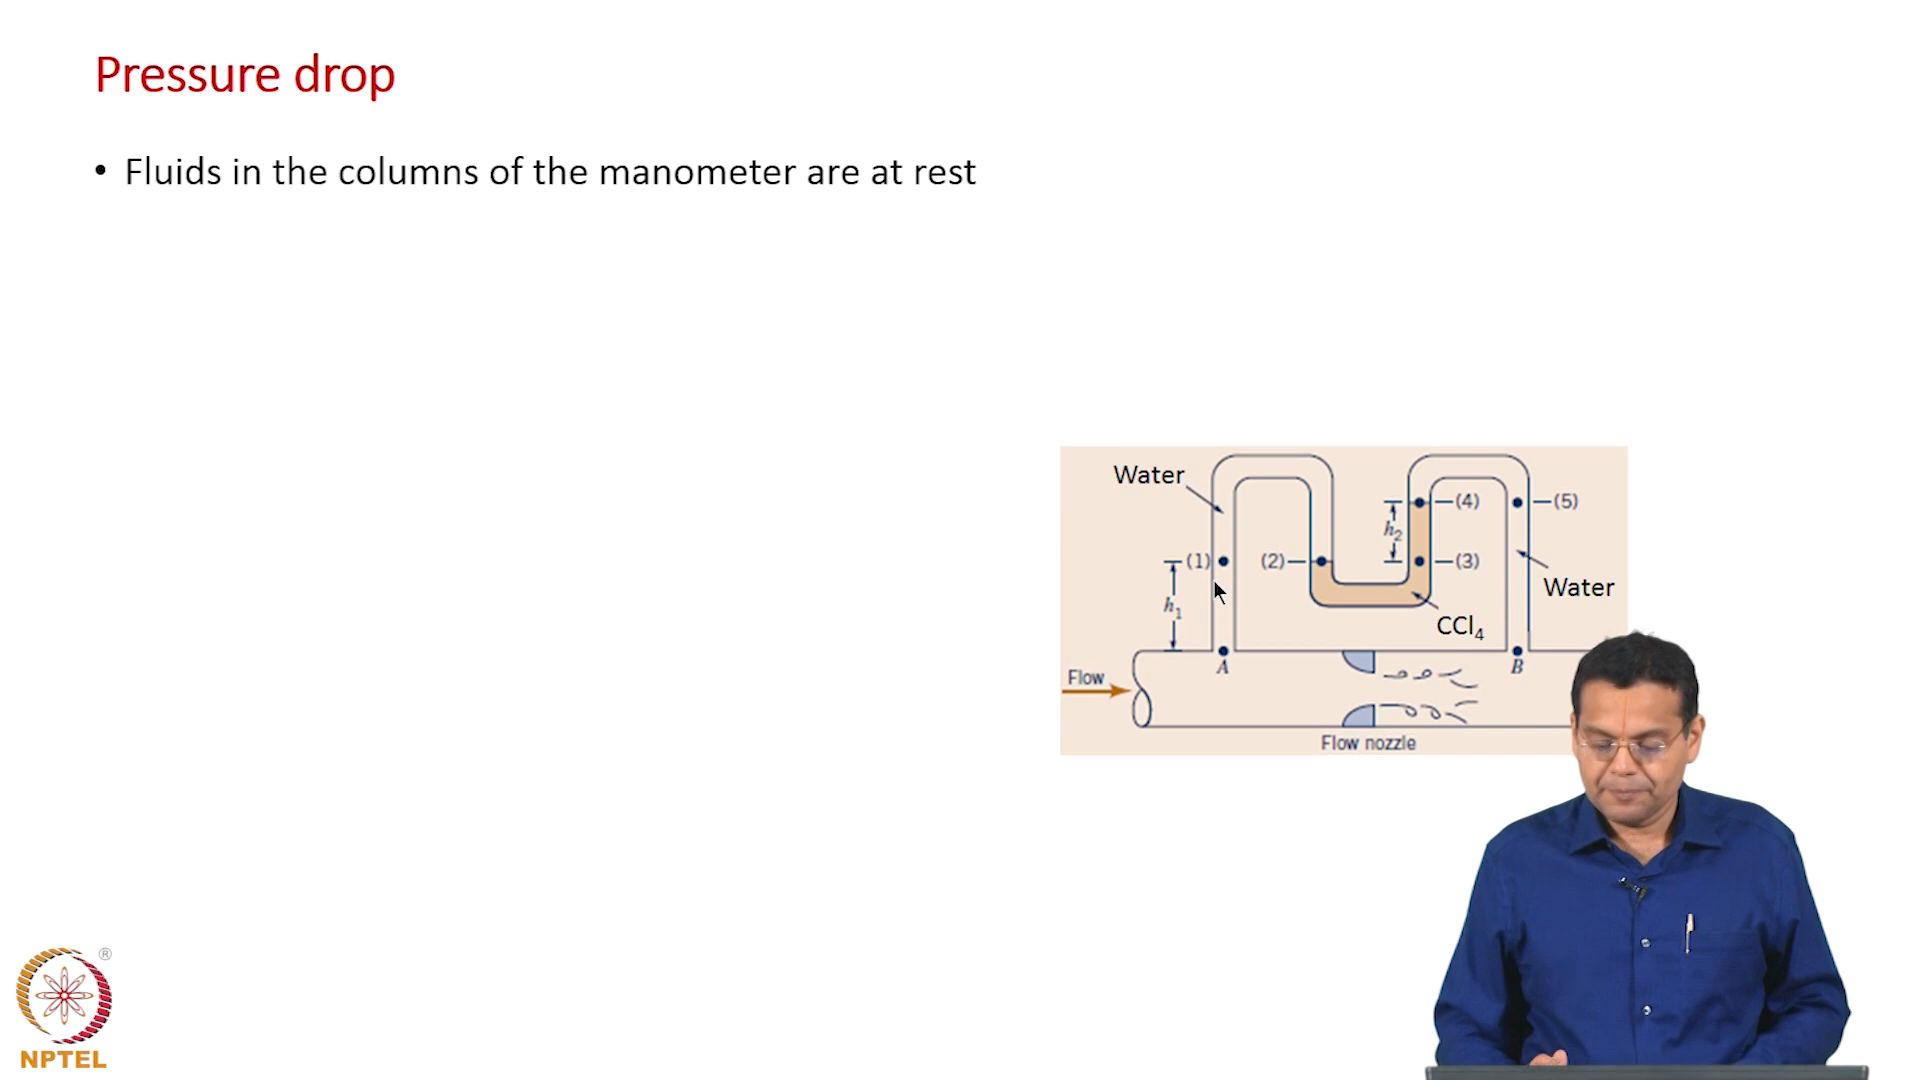 Pressure drop
• Fluids in the columns of the manometer are at rest
Water
(4)
(5)
h₂
(1)
(2)
(3)
Water
h₁
CCl₄
A
B
Flow
Flow nozzle
®
NPTEL